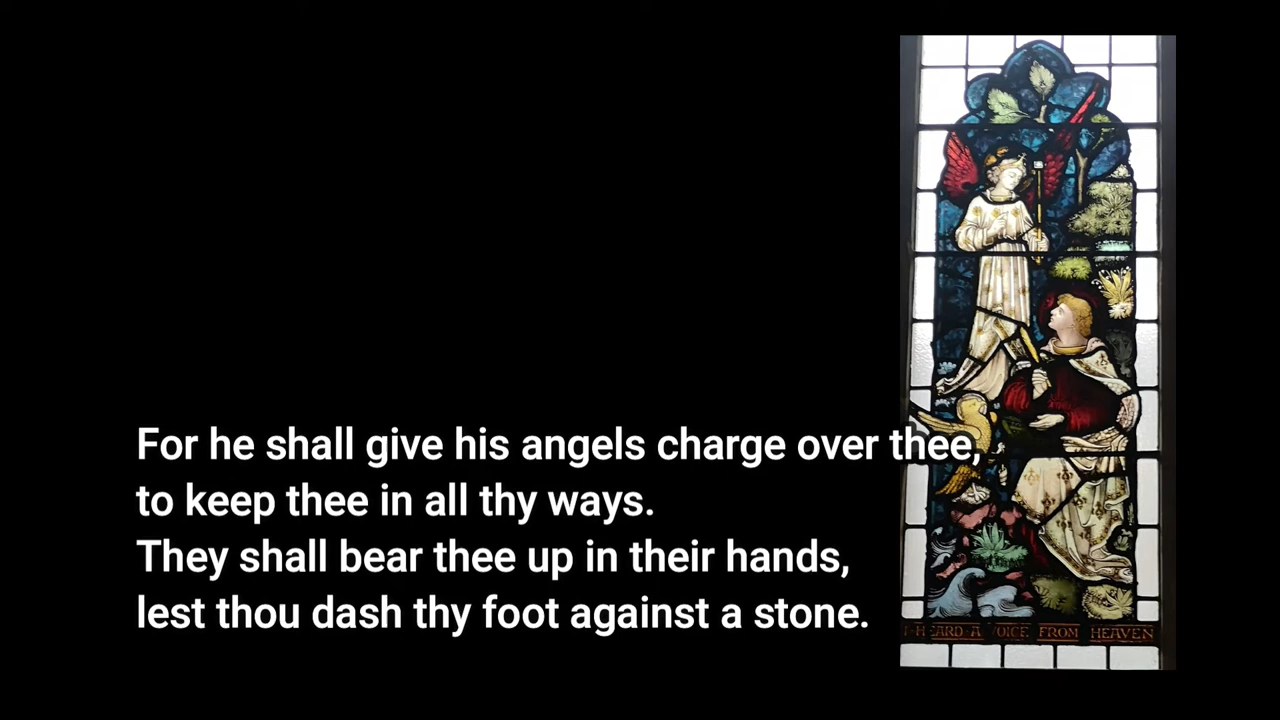 For he shall give his angels charge over thee,
to keep thee in all thy ways.
They shall bear thee up in their hands,
lest thou dash thy foot against a stone.
I HEARD A VOICE FROM HEAVEN